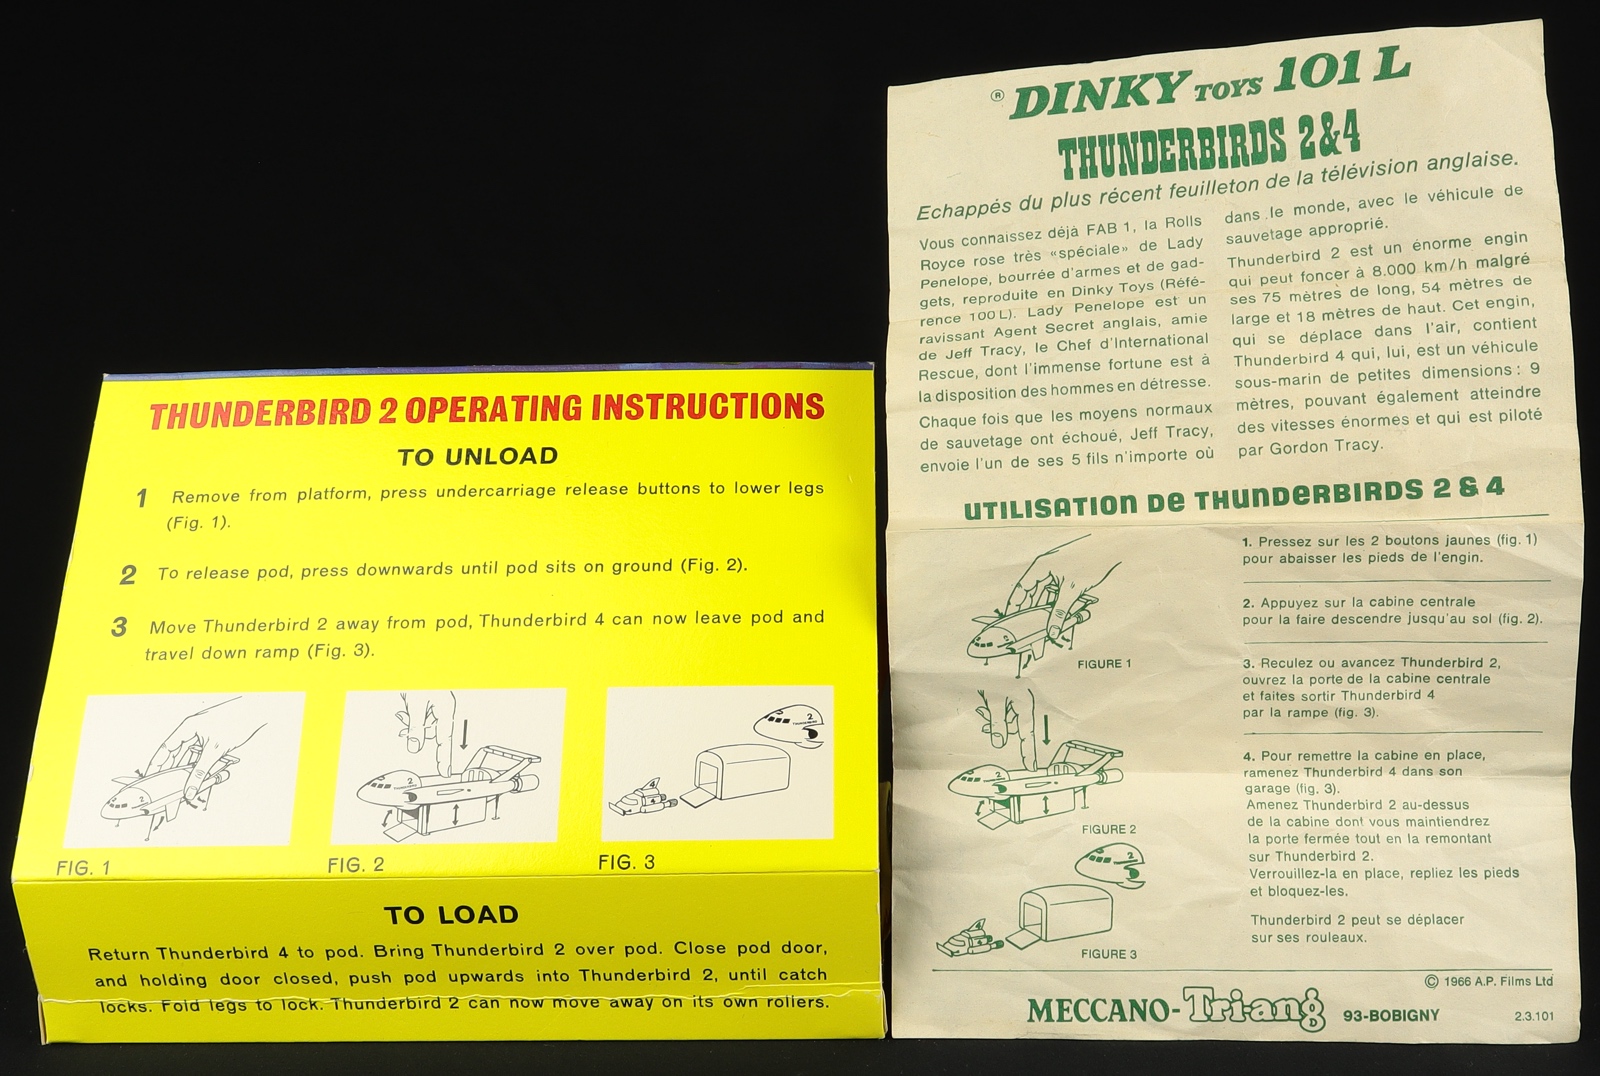 THUNDERBIRD 2 OPERATING INSTRUCTIONS
TO UNLOAD
1 Remove from platform, press undercarriage release buttons to lower legs
(Fig. 1).
2 To release pod, press downwards until pod sits on ground (Fig. 2).
3 Move Thunderbird 2 away from pod, Thunderbird 4 can now leave pod and
travel down ramp (Fig. 3).
FIG. 1
FIG. 2
FIG. 3
TO LOAD
Return Thunderbird 4 to pod. Bring Thunderbird 2 over pod. Close pod door,
and holding door closed, push pod upwards into Thunderbird 2, until catch
locks. Fold legs to lock. Thunderbird 2 can now move away on its own rollers.
® DINKY TOYS 101 L
THUNDERBIRDS 2&4
Echappés du plus récent feuilleton de la télévision anglaise.
Vous connaissez déjà FAB 1, la Rolls
Royce rose très «spéciale» de Lady
Penelope, bourrée d'armes et de gad-
gets, reproduite en Dinky Toys (Réfé-
rence 100 L). Lady Penelope est un
ravissant Agent Secret anglais, amie
de Jeff Tracy, le Chef d'International
Rescue, dont l'immense fortune est à
la disposition des hommes en détresse.
Chaque fois que les moyens normaux
de sauvetage ont échoué, Jeff Tracy,
envoie l'un de ses 5 fils n'importe où
dans le monde, avec le véhicule de
sauvetage approprié.
Thunderbird 2 est un énorme engin
qui peut foncer à 8.000 km/h malgré
ses 75 mètres de long, 54 mètres de
large et 18 mètres de haut. Cet engin,
qui se déplace dans l'air, contient
Thunderbird 4 qui, lui, est un véhicule
sous-marin de petites dimensions : 9
mètres, pouvant également atteindre
des vitesses énormes et qui est piloté
par Gordon Tracy.
UTILISATION DE THUNDERBIRDS 2 & 4
1. Pressez sur les 2 boutons jaunes (fig. 1)
pour abaisser les pieds de l'engin.
2. Appuyez sur la cabine centrale
pour la faire descendre jusqu'au sol (fig. 2).
3. Reculez ou avancez Thunderbird 2,
ouvrez la porte de la cabine centrale
et faites sortir Thunderbird 4
par la rampe (fig. 3).
4. Pour remettre la cabine en place,
ramenez Thunderbird 4 dans son
garage (fig. 3).
Amenez Thunderbird 2 au-dessus
de la cabine dont vous maintiendrez
la porte fermée tout en la remontant
sur Thunderbird 2.
Verrouillez-la en place, repliez les pieds
et bloquez-les.
Thunderbird 2 peut se déplacer
sur ses rouleaux.
FIGURE 1
FIGURE 2
FIGURE 3
© 1966 A.P. Films Ltd
MECCANO-Tri-ang 93-BOBIGNY 2.3.101